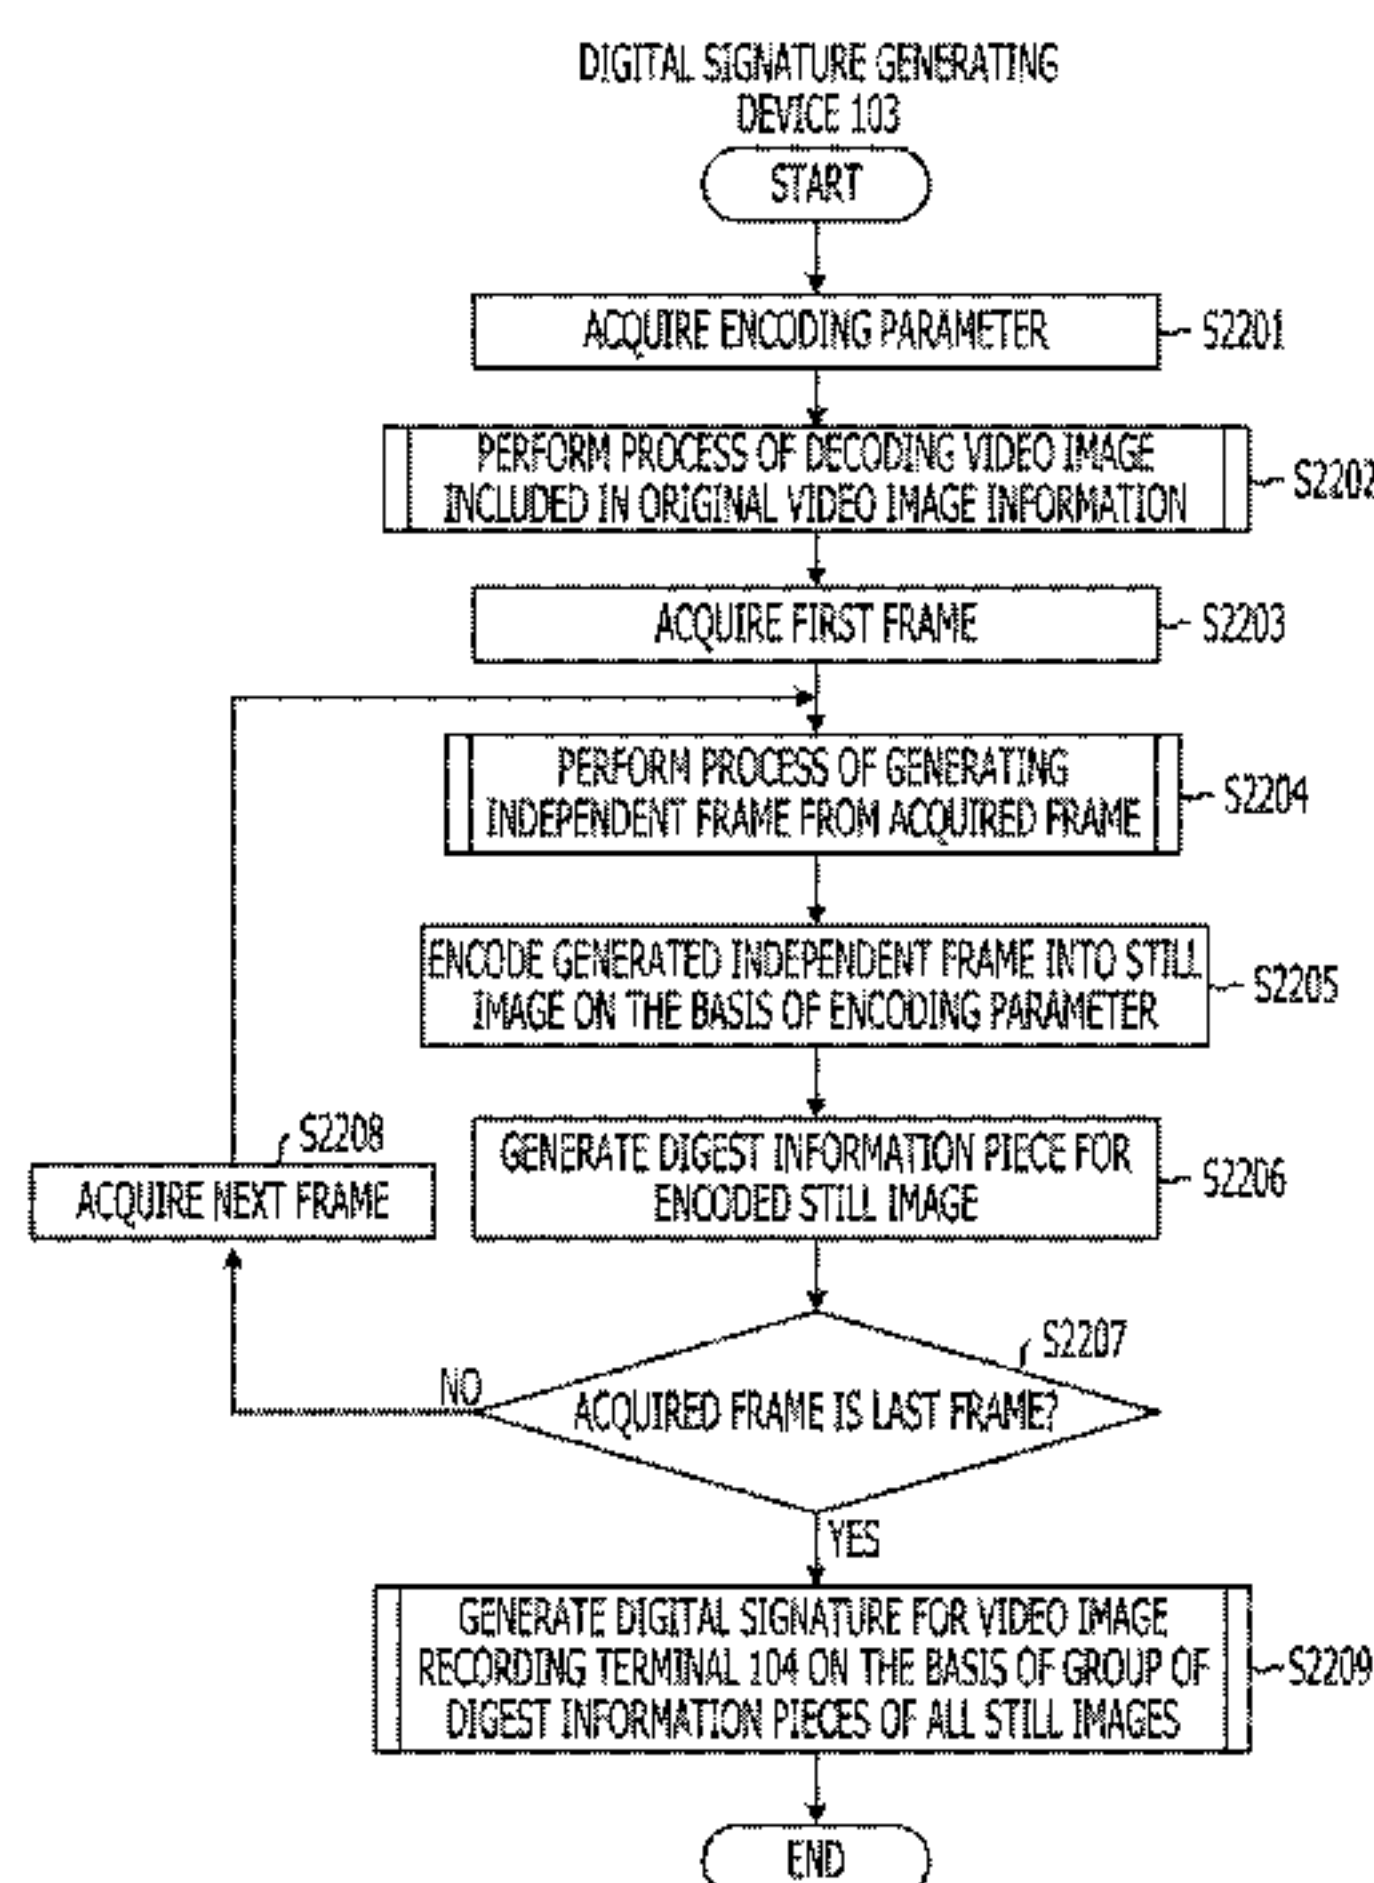 DIGITAL SIGNATURE GENERATING
DEVICE 103
START
ACQUIRE ENCODING PARAMETER
S2201
PERFORM PROCESS OF DECODING VIDEO IMAGE
INCLUDED IN ORIGINAL VIDEO IMAGE INFORMATION
S2202
ACQUIRE FIRST FRAME
S2203
PERFORM PROCESS OF GENERATING
INDEPENDENT FRAME FROM ACQUIRED FRAME
S2204
ENCODE GENERATED INDEPENDENT FRAME INTO STILL
IMAGE ON THE BASIS OF ENCODING PARAMETER
S2205
S2208
ACQUIRE NEXT FRAME
GENERATE DIGEST INFORMATION PIECE FOR
ENCODED STILL IMAGE
S2206
S2207
NO
ACQUIRED FRAME IS LAST FRAME?
YES
GENERATE DIGITAL SIGNATURE FOR VIDEO IMAGE
RECORDING TERMINAL 104 ON THE BASIS OF GROUP OF
DIGEST INFORMATION PIECES OF ALL STILL IMAGES
S2209
END